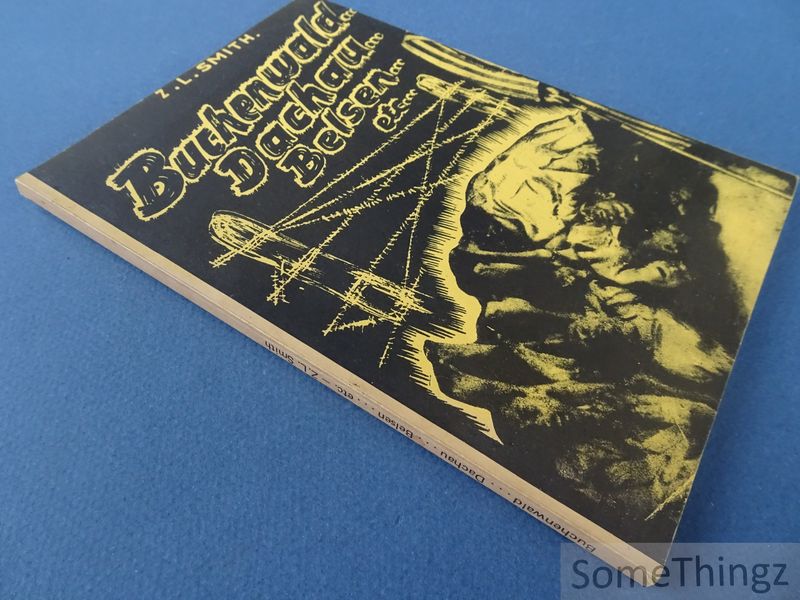 Z. L. SMITH.
Buchenwald...
Dachau...
Belsen...
etc...
Buchenwald . . . Dachau . . . Belsen . . . etc. — Z. L. Smith
SomeThingz